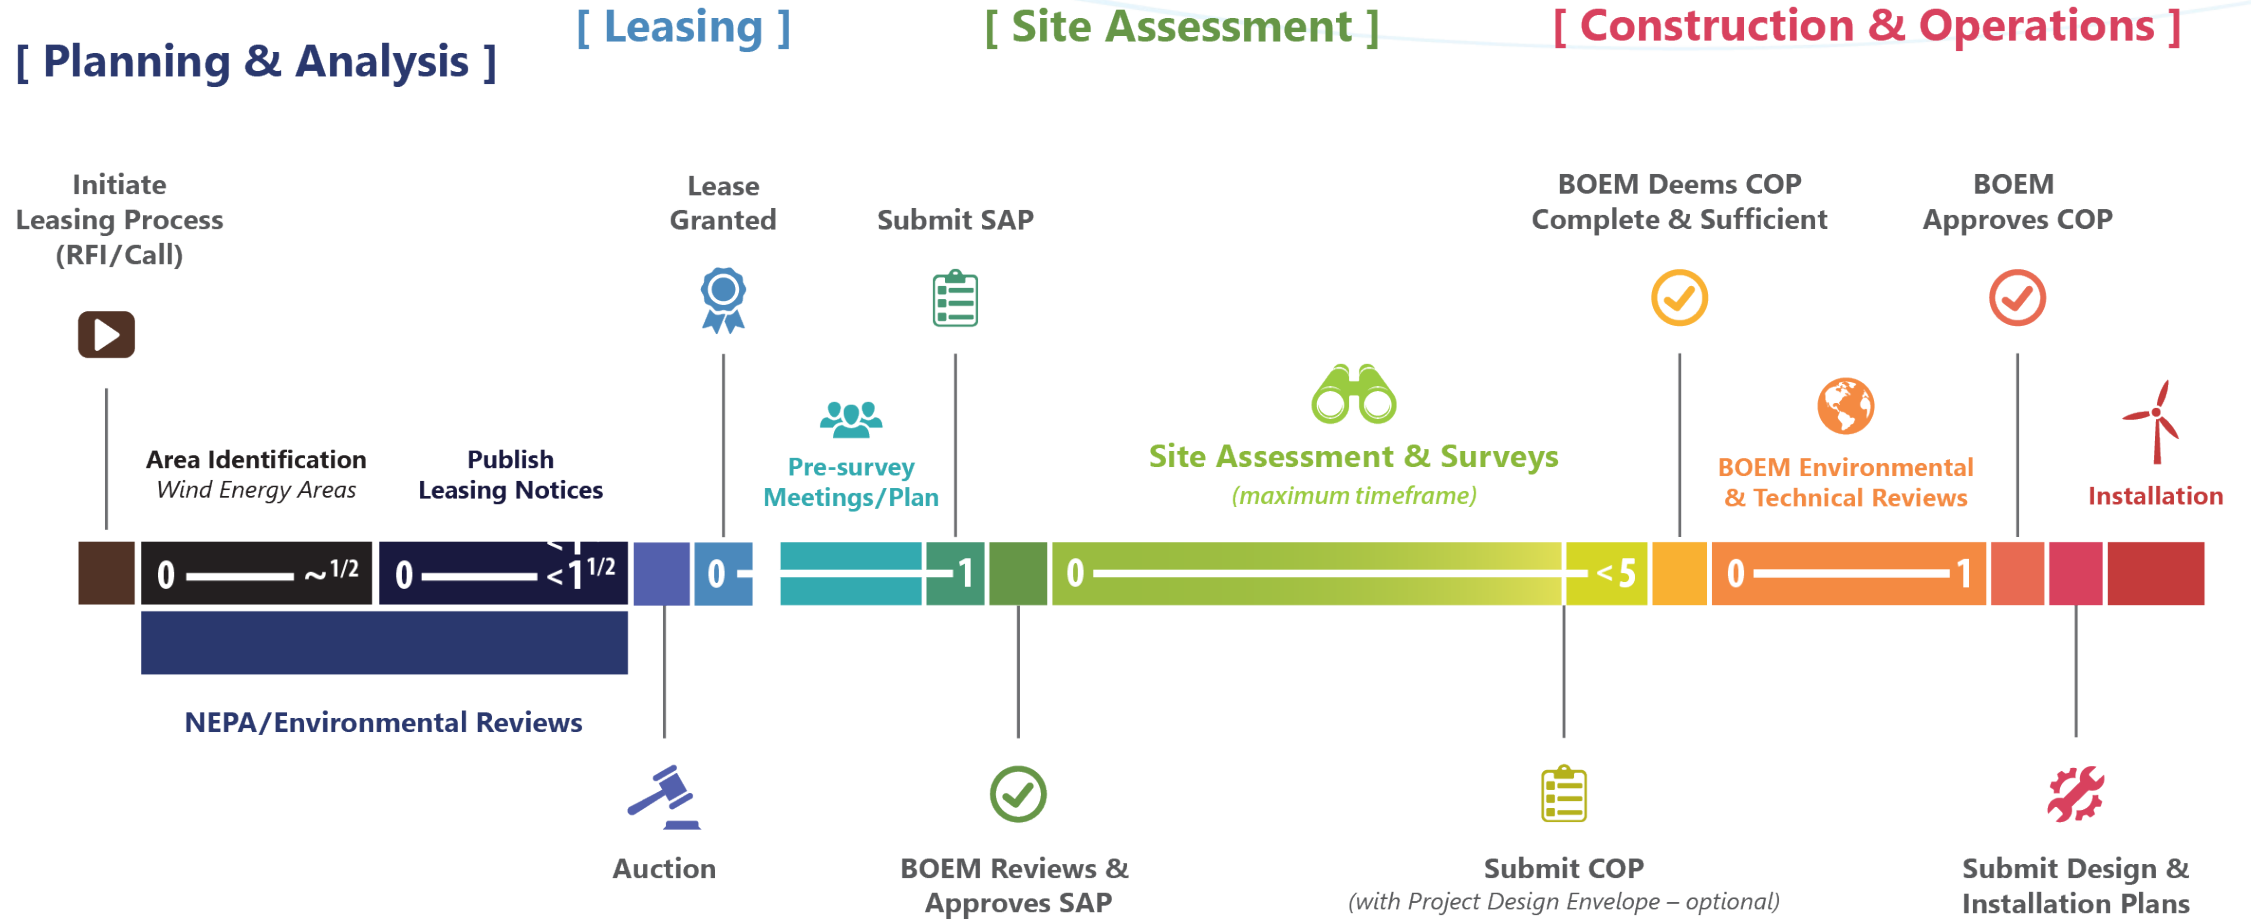 [ Planning & Analysis ]
[ Leasing ]
[ Site Assessment ]
[ Construction & Operations ]
Initiate
Leasing Process
(RFI/Call)
Lease
Granted
Submit SAP
BOEM Deems COP
Complete & Sufficient
BOEM
Approves COP
Area Identification
Wind Energy Areas
Publish
Leasing Notices
Pre-survey
Meetings/Plan
Site Assessment & Surveys
(maximum timeframe)
BOEM Environmental
& Technical Reviews
Installation
0 ~1/2
0 <1 1/2
0 1
0 <5
0 1
NEPA/Environmental Reviews
Auction
BOEM Reviews &
Approves SAP
Submit COP
(with Project Design Envelope – optional)
Submit Design &
Installation Plans